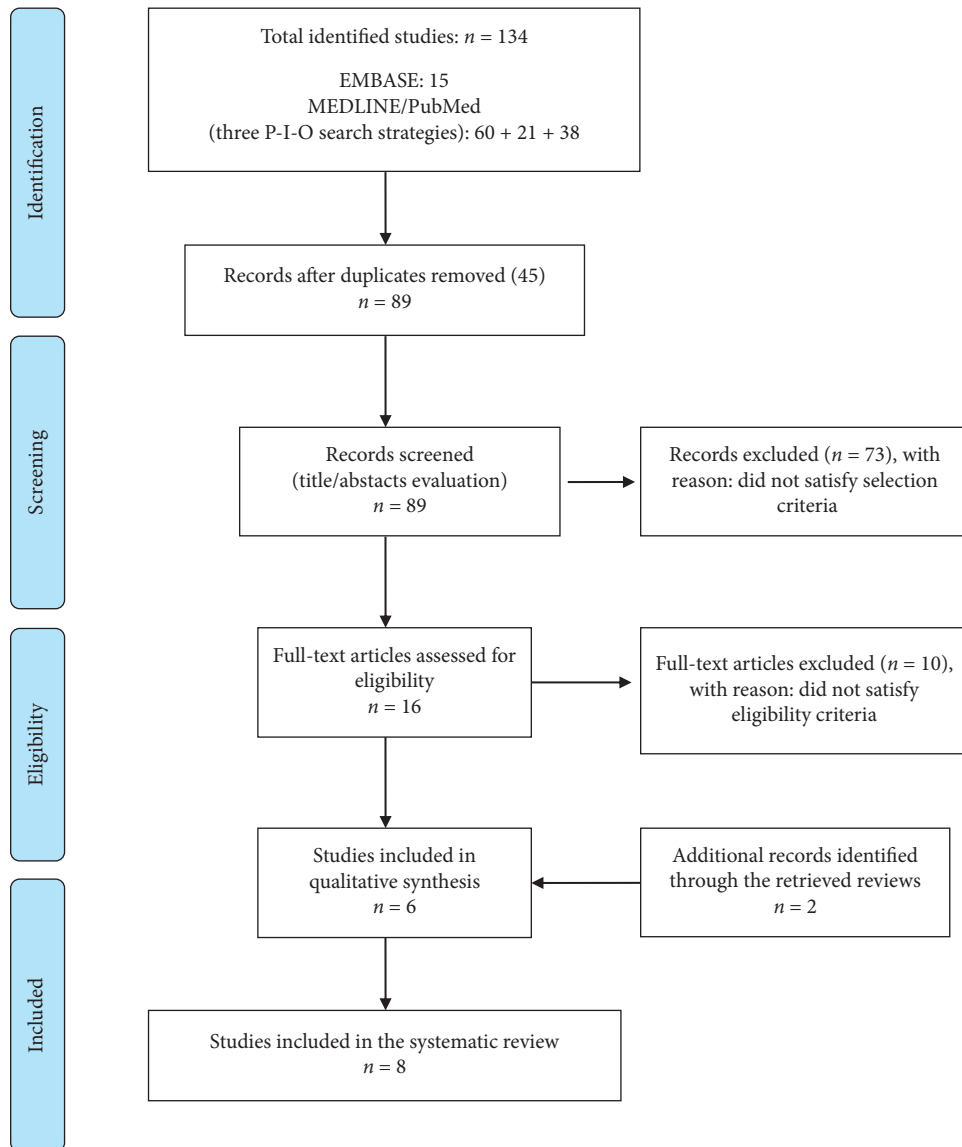 Identification
Total identified studies: n = 134
EMBASE: 15
MEDLINE/PubMed
(three P-I-O search strategies): 60 + 21 + 38
Records after duplicates removed (45)
n = 89
Screening
Records screened
(title/abstacts evaluation)
n = 89
Records excluded (n = 73), with
reason: did not satisfy selection
criteria
Eligibility
Full-text articles assessed for
eligibility
n = 16
Full-text articles excluded (n = 10),
with reason: did not satisfy
eligibility criteria
Studies included in
qualitative synthesis
n = 6
Additional records identified
through the retrieved reviews
n = 2
Included
Studies included in the systematic review
n = 8